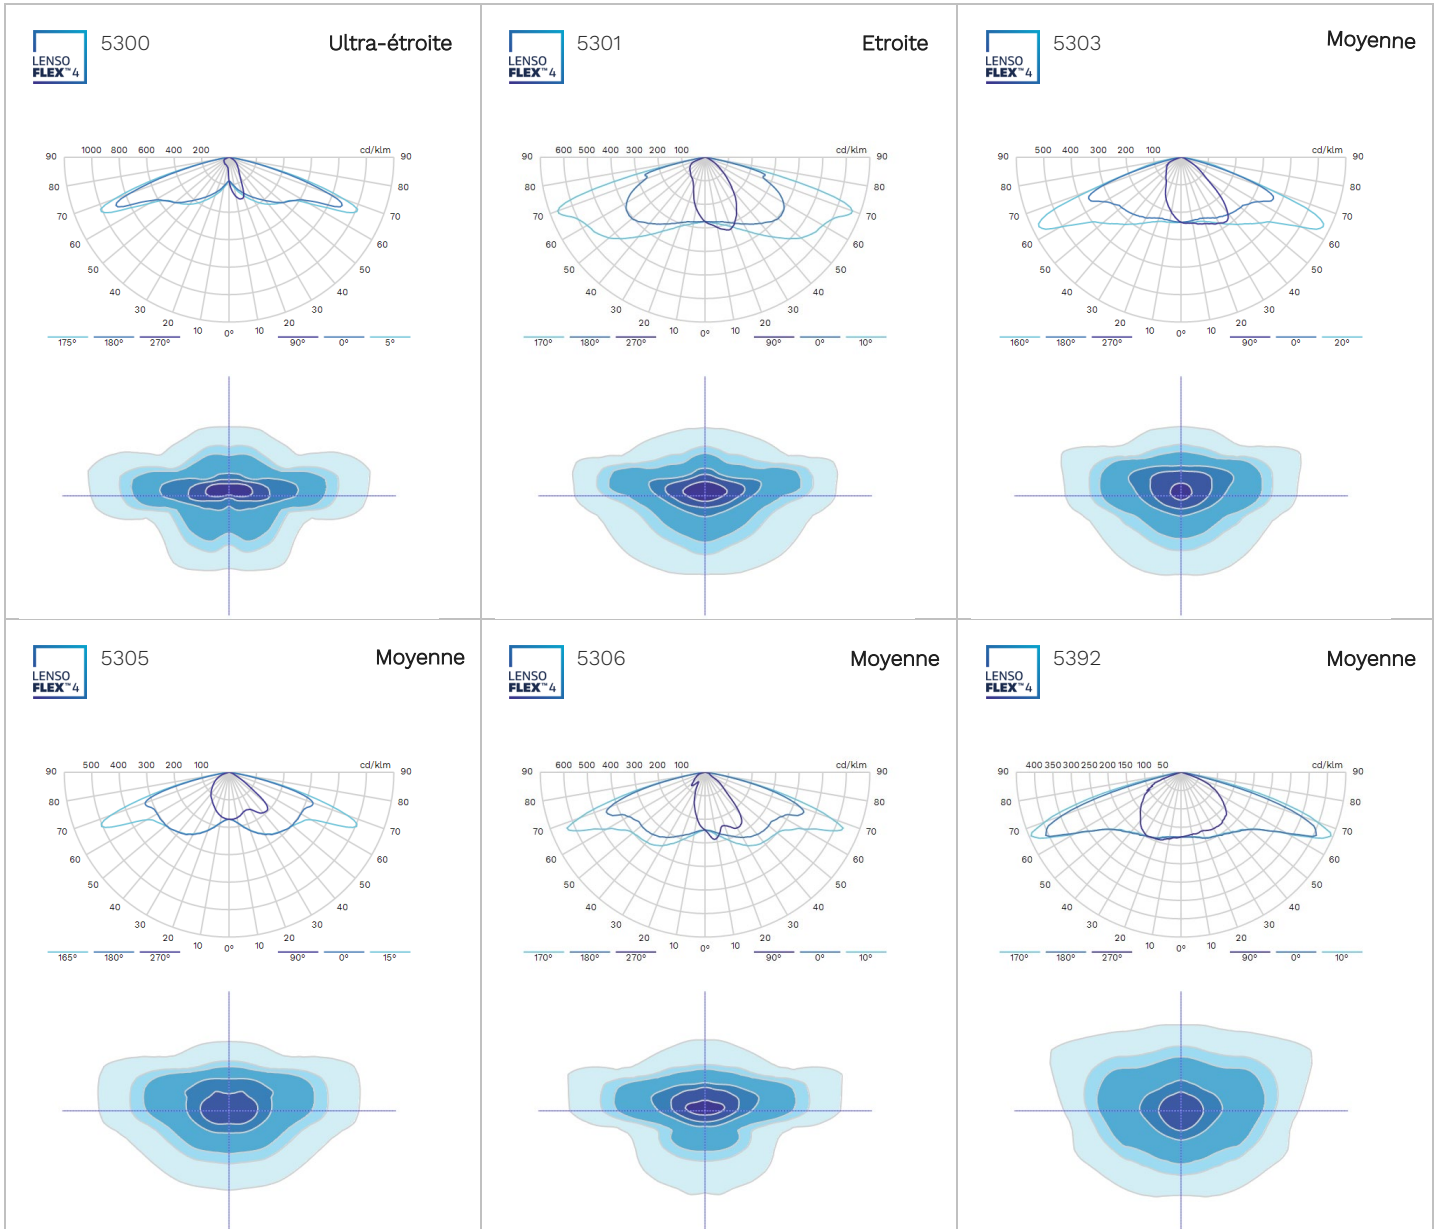 5300 Ultra-étroite
LENSO
FLEX™4
90 1000 800 600 400 200 cd/klm 90
80 80
70 70
60 60
50 50
40 40
30 30
20 10 0° 10 20
175° 180° 270° 90° 0° 5°
5301 Etroite
LENSO
FLEX™4
90 600 500 400 300 200 100 cd/klm 90
80 80
70 70
60 60
50 50
40 40
30 30
20 10 0° 10 20
170° 180° 270° 90° 0° 10°
5303 Moyenne
LENSO
FLEX™4
90 500 400 300 200 100 cd/klm 90
80 80
70 70
60 60
50 50
40 40
30 30
20 10 0° 10 20
160° 180° 270° 90° 0° 20°
5305 Moyenne
LENSO
FLEX™4
90 500 400 300 200 100 cd/klm 90
80 80
70 70
60 60
50 50
40 40
30 30
20 10 0° 10 20
165° 180° 270° 90° 0° 15°
5306 Moyenne
LENSO
FLEX™4
90 600 500 400 300 200 100 cd/klm 90
80 80
70 70
60 60
50 50
40 40
30 30
20 10 0° 10 20
170° 180° 270° 90° 0° 10°
5392 Moyenne
LENSO
FLEX™4
90 400 350 300 250 200 150 100 50 cd/klm 90
80 80
70 70
60 60
50 50
40 40
30 30
20 10 0° 10 20
170° 180° 270° 90° 0° 10°